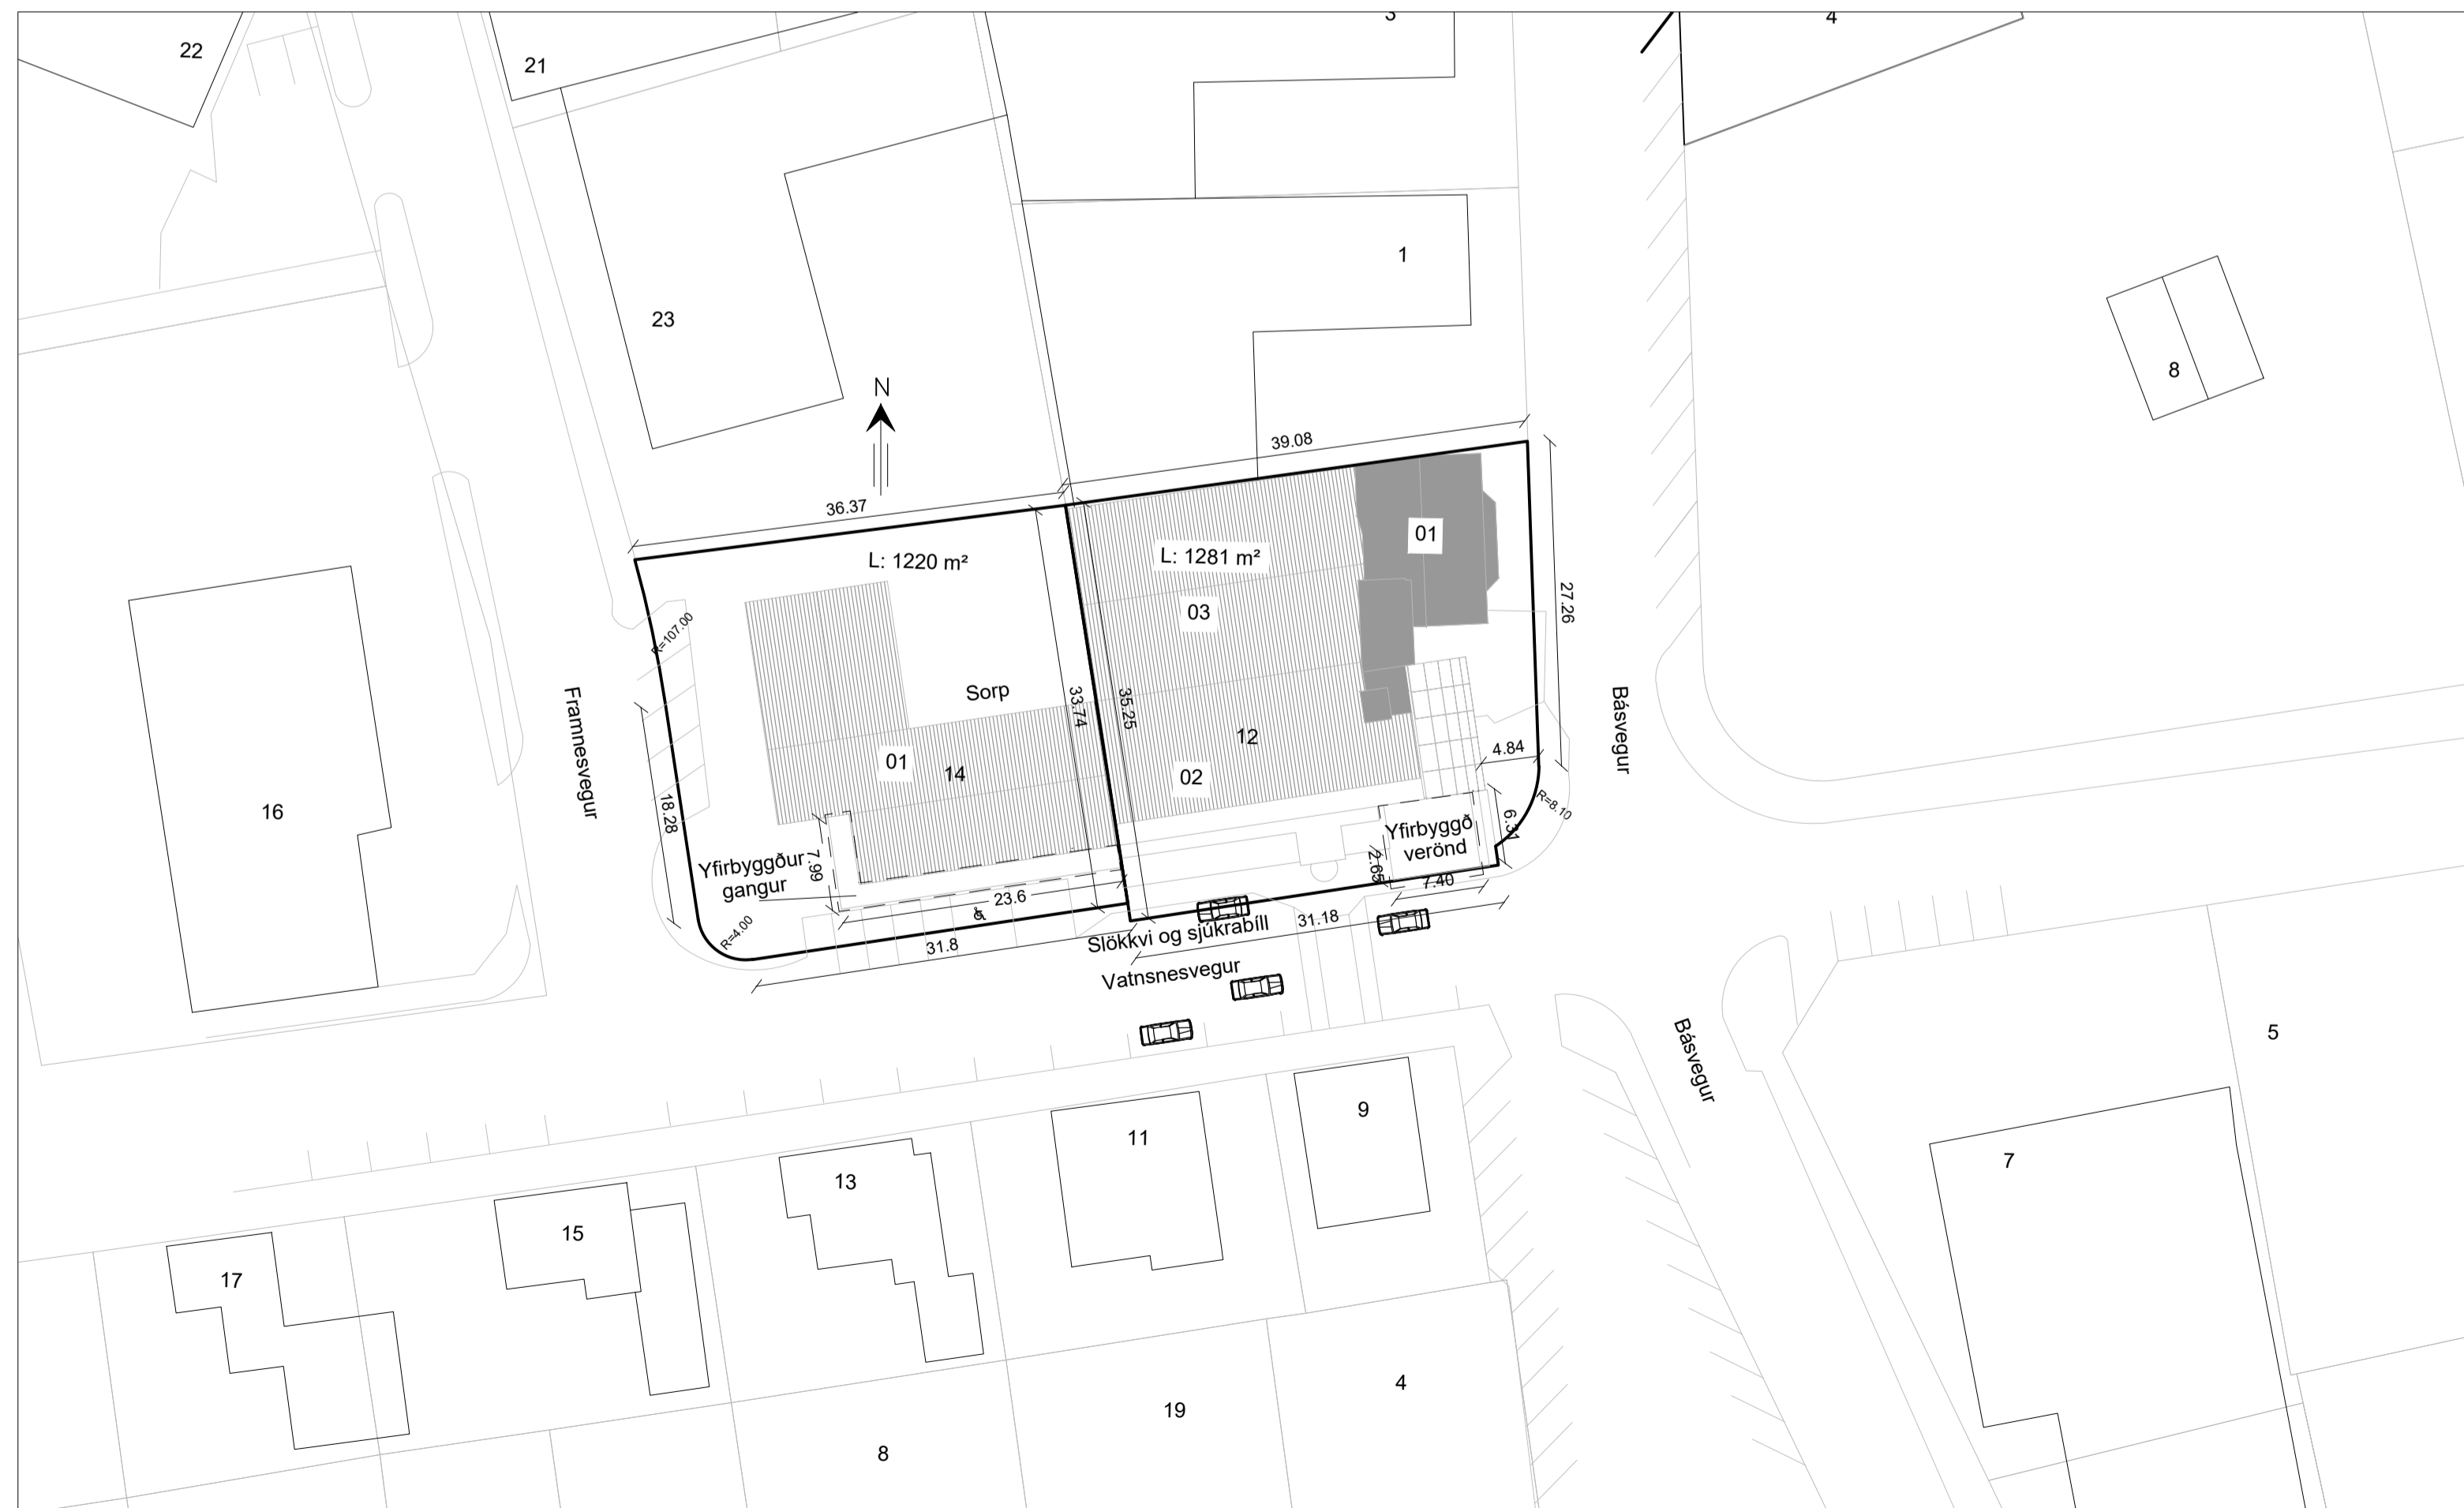 22
21
3
4
23
1
8
N
39.08
36.37
L: 1220 m²
L: 1281 m²
01
03
27.26
R=107.00
Sorp
33.74
35.25
Framnesvegur
Básvegur
12
4.84
01
14
02
16
18.28
R=8.10
6.31
Yfirbyggð
verönd
Yfirbyggður
gangur
7.99
2.65
7.40
23.6
R=4.00
31.8
31.18
Slökkvi og sjúkrabíll
Vatnsnesvegur
Básvegur
5
9
11
7
13
15
17
4
19
8